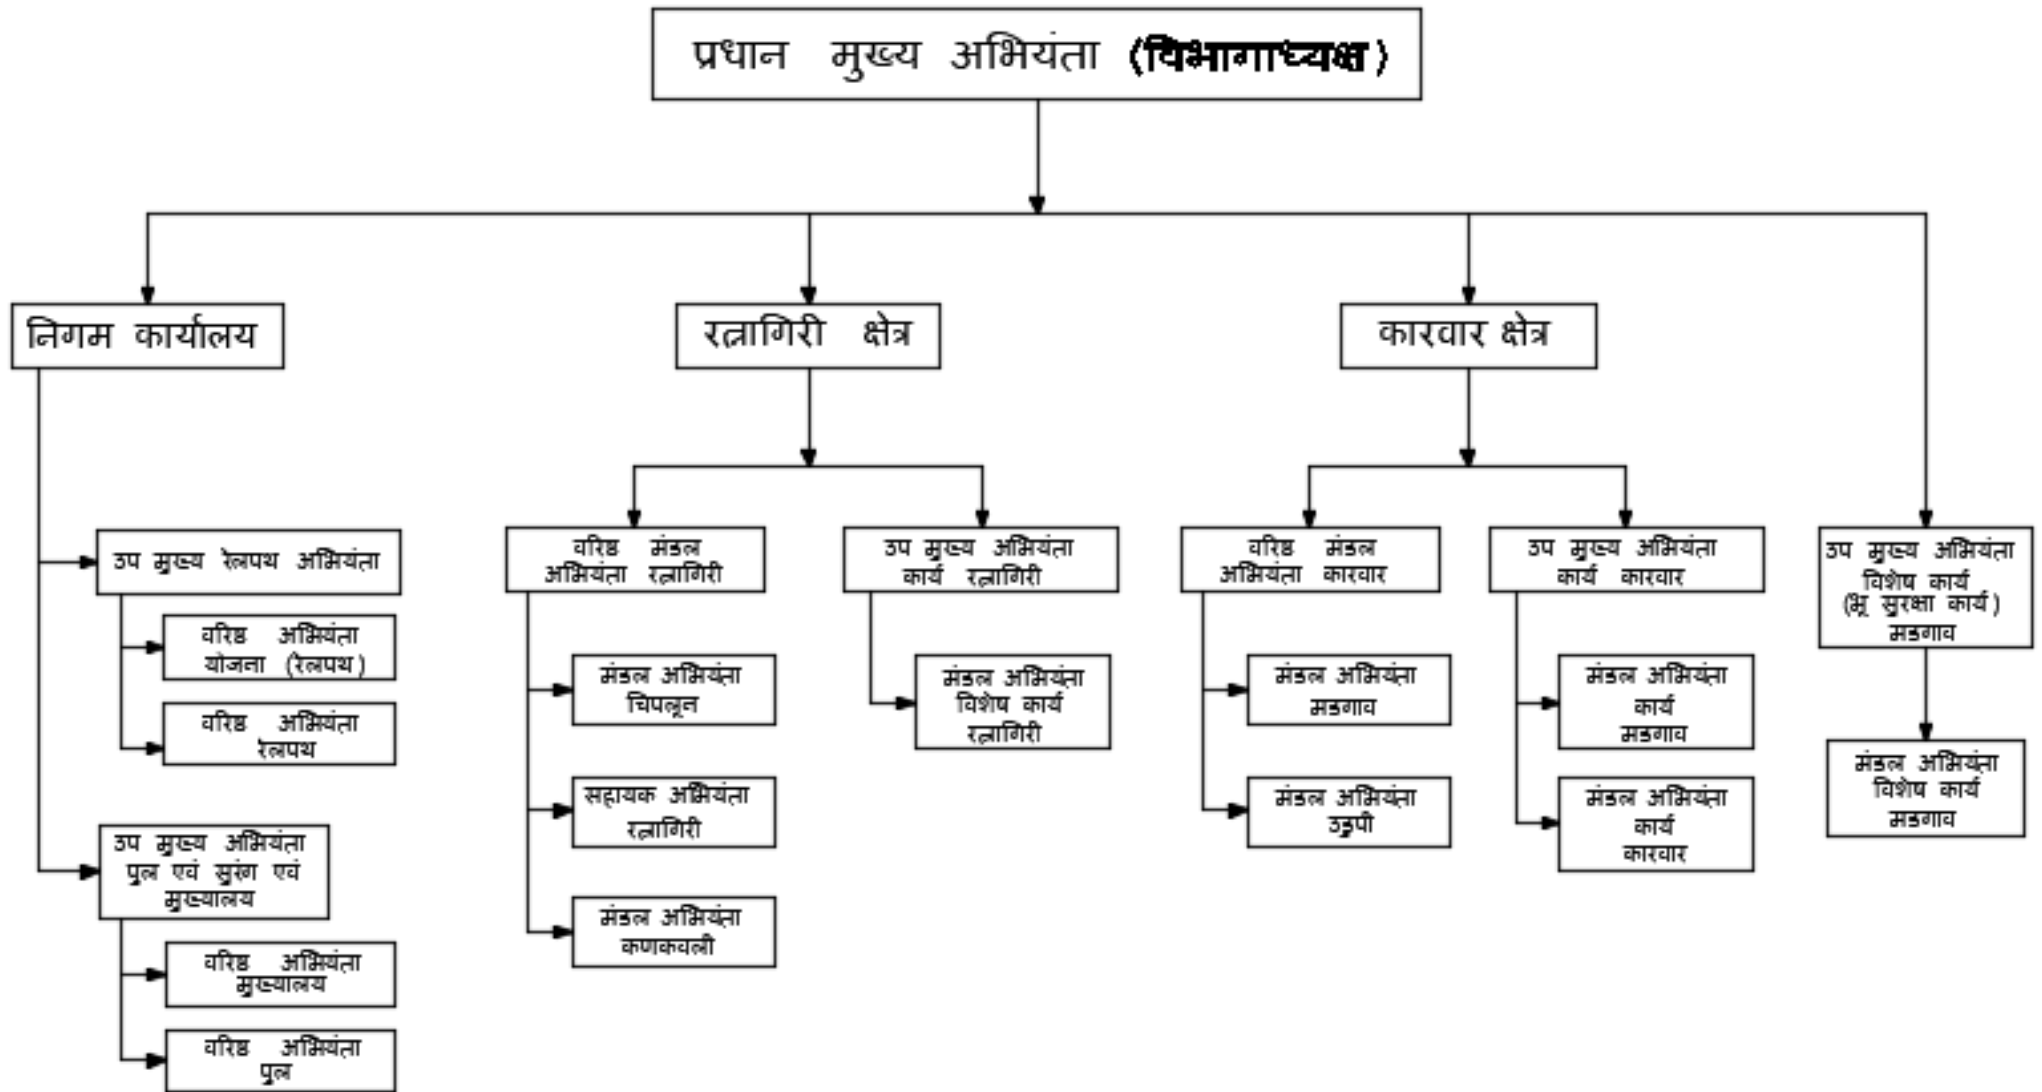 प्रधान मुख्य अभियंता (विभागाध्यक्ष)
निगम कार्यालय
उप मुख्य रेलपथ अभियंता
वरिष्ठ अभियंता
योजना (रेलपथ)
वरिष्ठ अभियंता
रेलपथ
उप मुख्य अभियंता
पुल एवं सुरंग एवं
मुख्यालय
वरिष्ठ अभियंता
मुख्यालय
वरिष्ठ अभियंता
पुल
रत्नागिरी क्षेत्र
वरिष्ठ मंडल
अभियंता रत्नागिरी
मंडल अभियंता
चिपलून
सहायक अभियंता
रत्नागिरी
मंडल अभियंता
कणकवली
उप मुख्य अभियंता
कार्य रत्नागिरी
मंडल अभियंता
विशेष कार्य
रत्नागिरी
कारवार क्षेत्र
वरिष्ठ मंडल
अभियंता कारवार
मंडल अभियंता
मडगाव
मंडल अभियंता
उडुपी
उप मुख्य अभियंता
कार्य कारवार
मंडल अभियंता
कार्य
मडगाव
मंडल अभियंता
कार्य
कारवार
उप मुख्य अभियंता
विशेष कार्य
(भू सुरक्षा कार्य)
मडगाव
मंडल अभियंता
विशेष कार्य
मडगाव